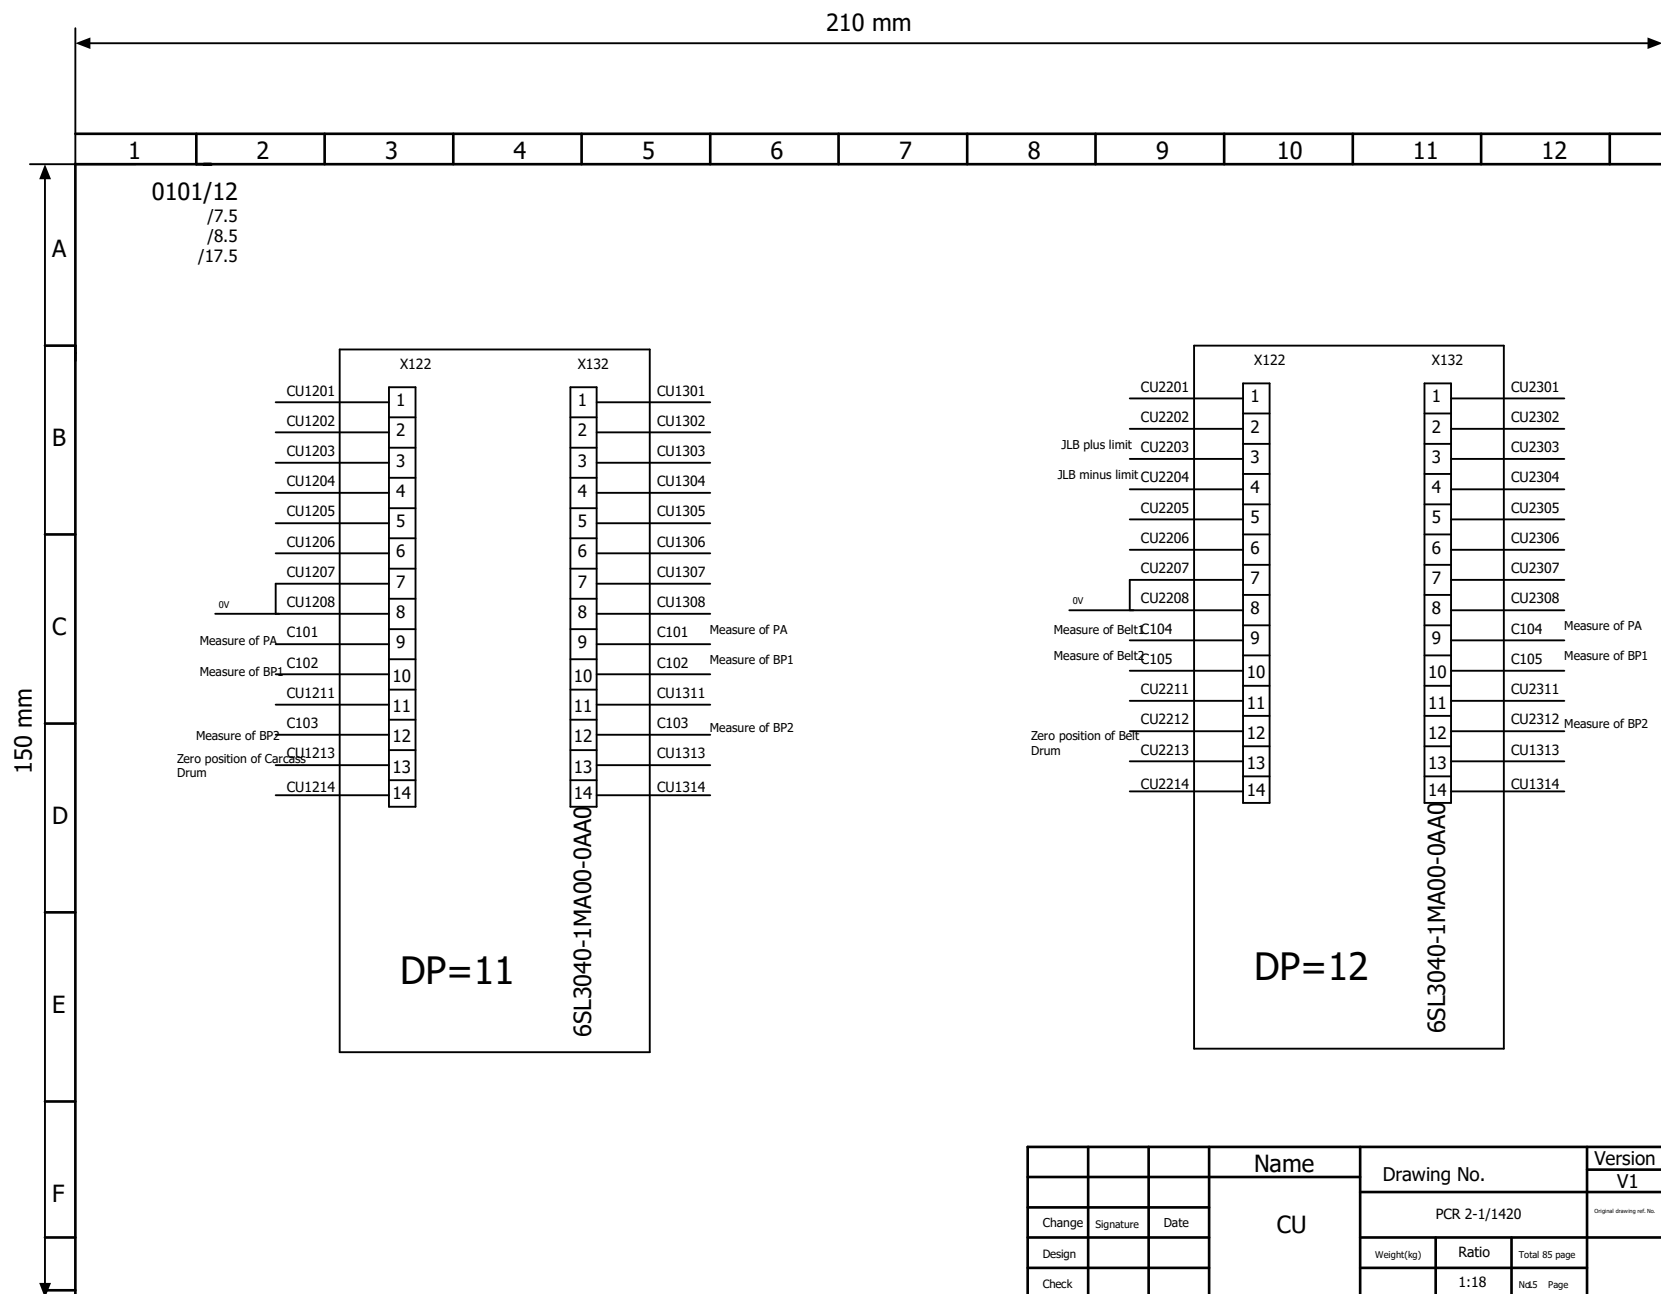 210 mm
1 2 3 4 5 6 7 8 9 10 11 12
0101/12
/7.5
/8.5
/17.5
A
B
C
D
E
F
150 mm
X122 X132
CU1201 1 1 CU1301
CU1202 2 2 CU1302
CU1203 3 3 CU1303
CU1204 4 4 CU1304
CU1205 5 5 CU1305
CU1206 6 6 CU1306
CU1207 7 7 CU1307
0V CU1208 8 8 CU1308
Measure of PA C101 9 9 C101 Measure of PA
Measure of BP1 C102 10 10 C102 Measure of BP1
CU1211 11 11 CU1311
Measure of BP2 C103 12 12 C103 Measure of BP2
Zero position of Carcass CU1213 13 13 CU1313
Drum
CU1214 14 14 CU1314
6SL3040-1MA00-0AA0
DP=11
X122 X132
CU2201 1 1 CU2301
CU2202 2 2 CU2302
JLB plus limit CU2203 3 3 CU2303
JLB minus limit CU2204 4 4 CU2304
CU2205 5 5 CU2305
CU2206 6 6 CU2306
CU2207 7 7 CU2307
0V CU2208 8 8 CU2308
Measure of Belt1 C104 9 9 C104 Measure of PA
Measure of Belt2 C105 10 10 C105 Measure of BP1
CU2211 11 11 CU2311
Zero position of Belt CU2212 12 12 CU2312 Measure of BP2
Drum
CU2213 13 13 CU1313
CU2214 14 14 CU1314
6SL3040-1MA00-0AA0
DP=12
Name Drawing No. Version
V1
Change Signature Date CU PCR 2-1/1420 Original drawing ref. No.
Design Weight(kg) Ratio Total 85 page
Check 1:18 Page